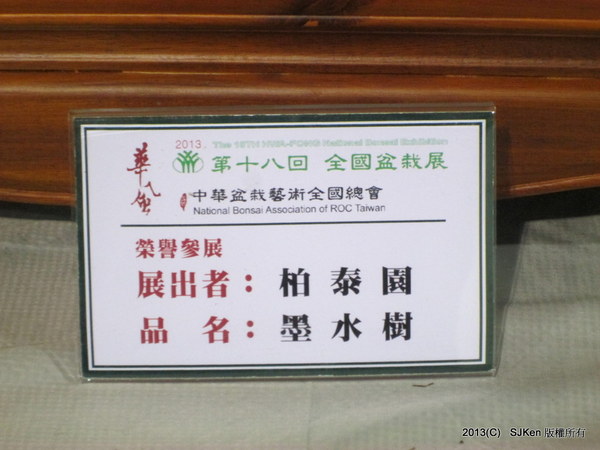 華風
2013. The 18TH HWA-FONG National Bonsai Exhibition
第十八回 全國盆栽展
中華盆栽藝術全國總會
National Bonsai Association of ROC Taiwan
榮譽參展
展出者：柏泰園
品名：墨水樹
2013(C) SJKen 版權所有